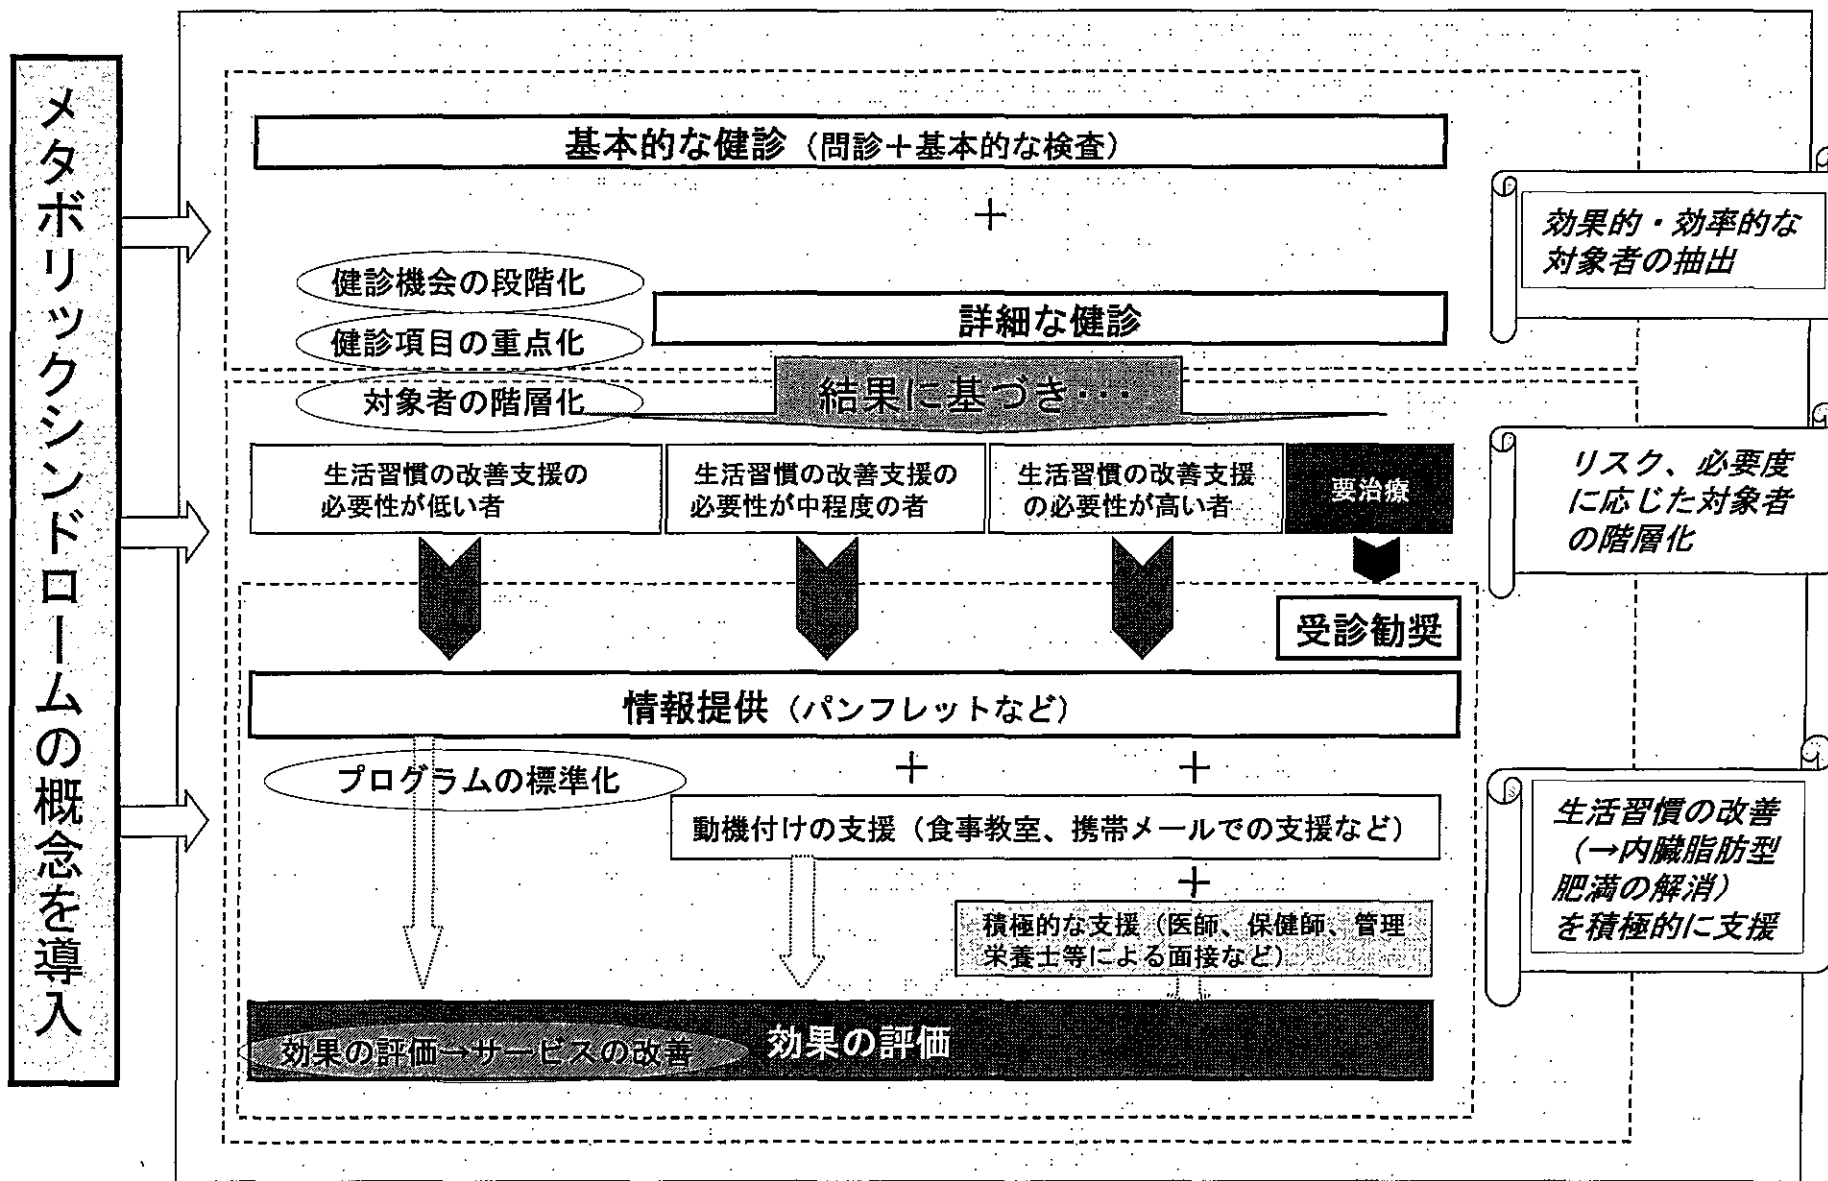 メタボリックシンドロームの概念を導入
基本的な健診（問診＋基本的な検査）
＋
健診機会の段階化
詳細な健診
健診項目の重点化
対象者の階層化
結果に基づき…
生活習慣の改善支援の
必要性が低い者
生活習慣の改善支援の
必要性が中程度の者
生活習慣の改善支援
の必要性が高い者
要治療
受診勧奨
情報提供（パンフレットなど）
プログラムの標準化
＋
＋
動機付けの支援（食事教室、携帯メールでの支援など）
＋
積極的な支援（医師、保健師、管理
栄養士等による面接など）
効果の評価→サービスの改善
効果の評価
効果的・効率的な
対象者の抽出
リスク、必要度
に応じた対象者
の階層化
生活習慣の改善
（→内臓脂肪型
肥満の解消）
を積極的に支援